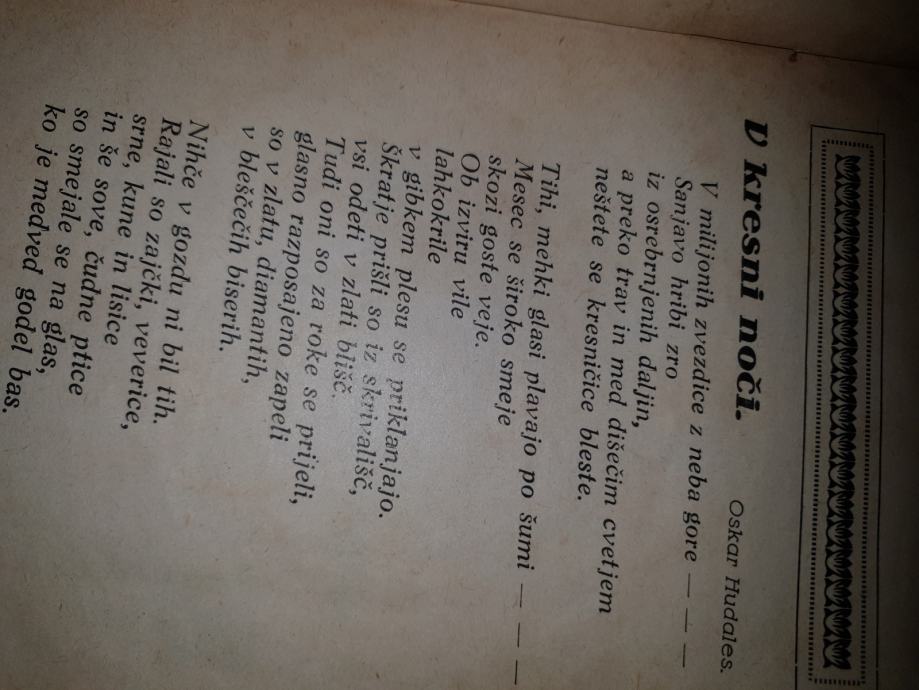 V kresni noči.
Oskar Hudales.
V milijonih zvezdice z neba gore — — —
Sanjavo hribi zro
iz osrebrnjenih daljin,
a preko trav in med dišečim cvetjem
neštete se kresničice bleste.
Tihi, mehki glasi plavajo po šumi — — —
Mesec se široko smeje
skozi goste veje.
Ob izviru vile
lahkokrile
v gibkem plesu se priklanjajo.
Škratje prišli so iz skrivališč,
vsi odeti v zlati blišč.
Tudi oni so za roke se prijeli,
glasno razposajeno zapeli
so v zlatu, diamantih,
v bleščečih biserih.
Nihče v gozdu ni bil tih.
Rajali so zajčki, veverice,
srne, kune in lisice
in še sove, čudne ptice
so smejale se na glas,
ko je medved godel bas.